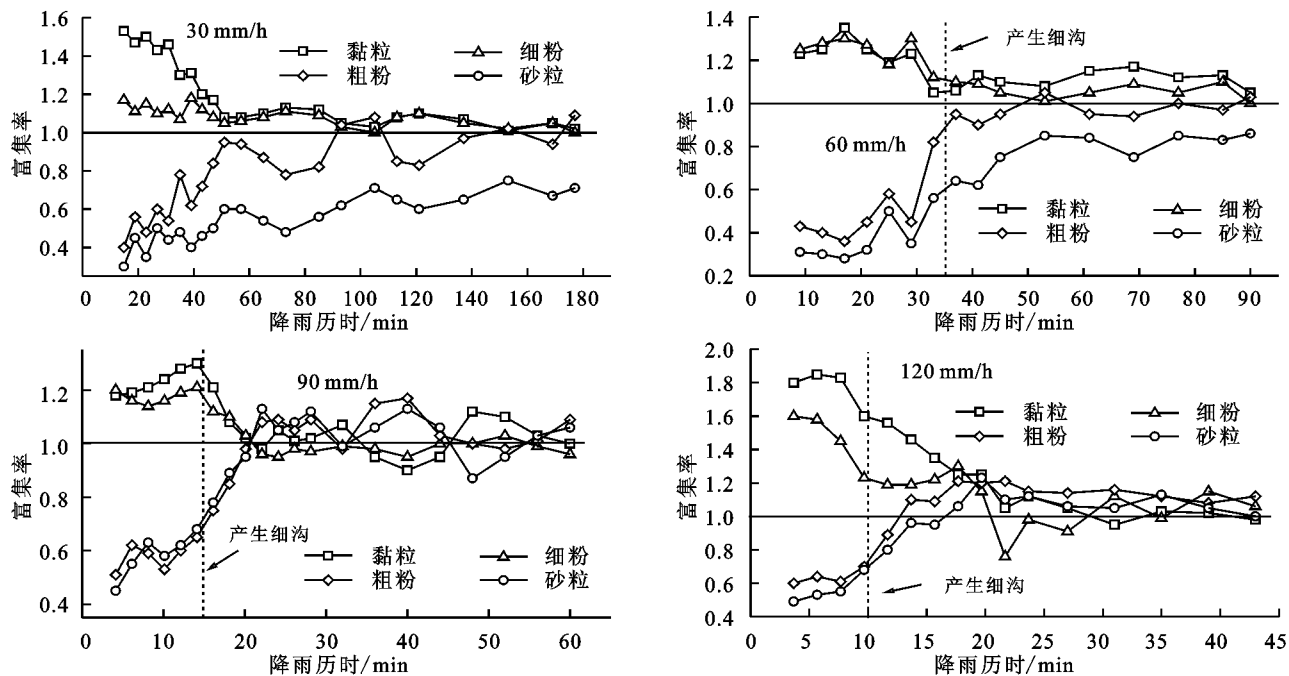 1.6
1.4
1.2
1.0
0.8
0.6
0.4
富集率
30 mm/h
黏粒 细粉
粗粉 砂粒
0 20 40 60 80 100 120 140 160 180
降雨历时/min
1.4
1.2
1.0
0.8
0.6
0.4
0.2
富集率
产生细沟
60 mm/h
黏粒 细粉
粗粉 砂粒
0 10 20 30 40 50 60 70 80 90
降雨历时/min
1.2
1.0
0.8
0.6
0.4
富集率
90 mm/h
产生细沟
黏粒 细粉
粗粉 砂粒
0 10 20 30 40 50 60
降雨历时/min
2.0
1.8
1.6
1.4
1.2
1.0
0.8
0.6
0.4
富集率
120 mm/h
黏粒 细粉
粗粉 砂粒
产生细沟
0 5 10 15 20 25 30 35 40 45
降雨历时/min